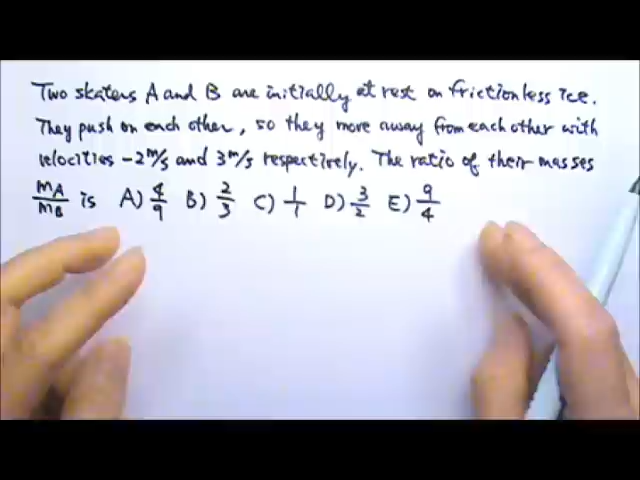 Two skaters A and B are initially at rest on frictionless ice.
They push on each other, so they move away from each other with
velocities -2 m/s and 3 m/s respectively. The ratio of their masses
mA/mB is A) 4/9 B) 2/3 C) 1/1 D) 3/2 E) 9/4